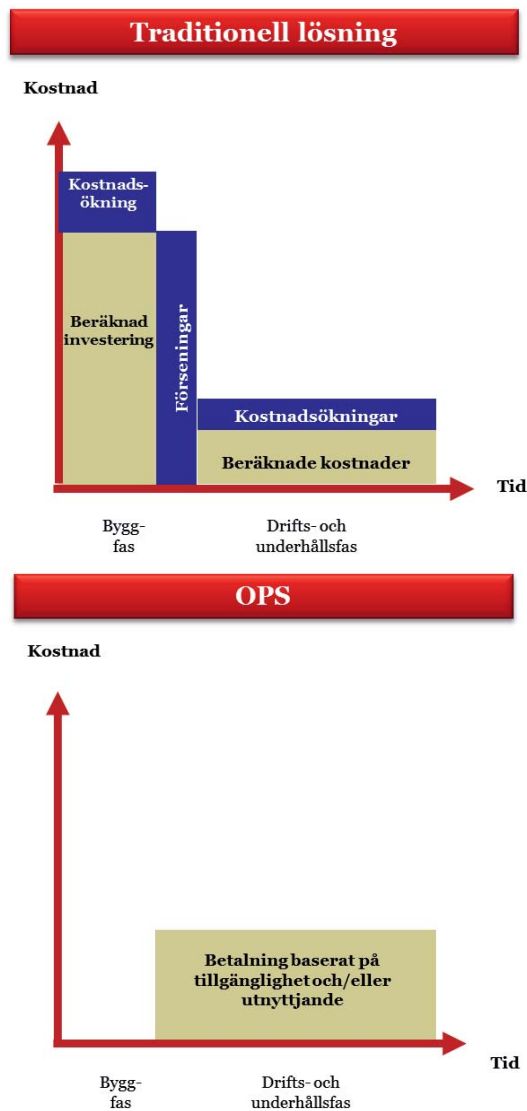 Traditionell lösning
Kostnad
Kostnads-
ökning
Beräknad
investering
Förseningar
Kostnadsökningar
Beräknade kostnader
Tid
Bygg-
fas
Drifts- och
underhållsfas
OPS
Kostnad
Betalning baserat på
tillgänglighet och/eller
utnyttjande
Tid
Bygg-
fas
Drifts- och
underhållsfas